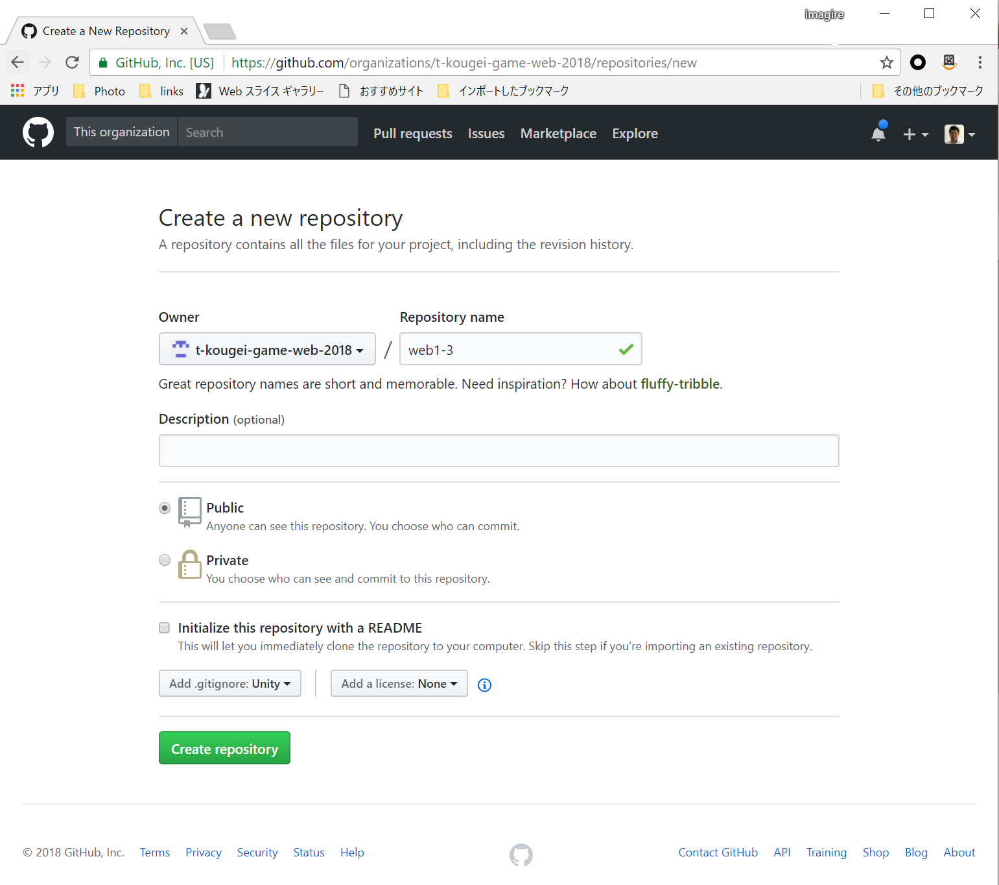 imagire
Create a New Repository
GitHub, Inc. [US] https://github.com/organizations/t-kougei-game-web-2018/repositories/new
アプリ Photo links Web スライス ギャラリー おすすめサイト インポートしたブックマーク その他のブックマーク
This organization Search Pull requests Issues Marketplace Explore
Create a new repository
A repository contains all the files for your project, including the revision history.
Owner Repository name
t-kougei-game-web-2018 / web1-3
Great repository names are short and memorable. Need inspiration? How about fluffy-tribble.
Description (optional)
Public
Anyone can see this repository. You choose who can commit.
Private
You choose who can see and commit to this repository.
Initialize this repository with a README
This will let you immediately clone the repository to your computer. Skip this step if you’re importing an existing repository.
Add .gitignore: Unity Add a license: None
Create repository
© 2018 GitHub, Inc. Terms Privacy Security Status Help Contact GitHub API Training Shop Blog About